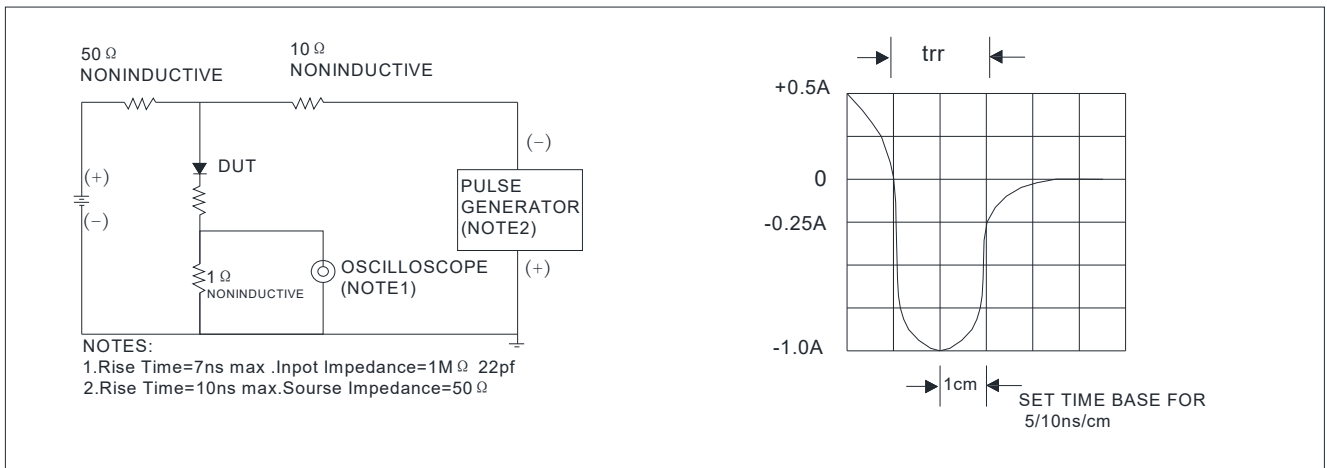 50 Ω
NONINDUCTIVE
10 Ω
NONINDUCTIVE
(+)
(−)
DUT
1 Ω
NONINDUCTIVE
OSCILLOSCOPE
(NOTE1)
(−)
PULSE
GENERATOR
(NOTE2)
(+)
NOTES:
1.Rise Time=7ns max .Inpot Impedance=1M Ω 22pf
2.Rise Time=10ns max.Sourse Impedance=50 Ω
trr
+0.5A
0
-0.25A
-1.0A
1cm
SET TIME BASE FOR
5/10ns/cm